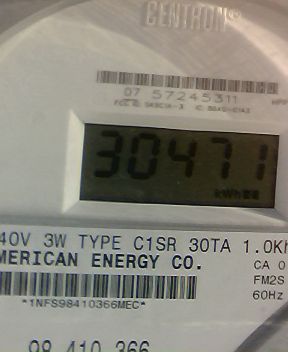 CENTRON®
07 57245311
30471
kWh
40V 3W TYPE C1SR 30TA 1.0Kh
MERICAN ENERGY CO.
CA 0
FM2S
*1NFS98410366MEC*
60Hz
98 410 366